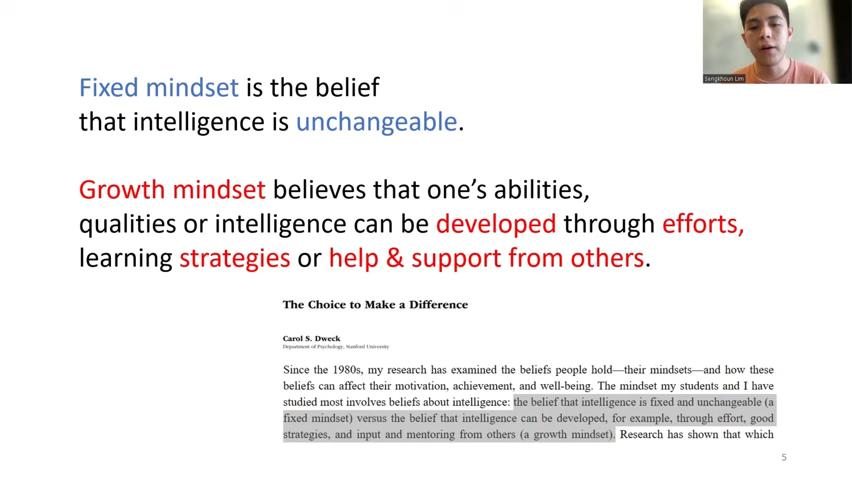 Sengkhoun Lim
Fixed mindset is the belief
that intelligence is unchangeable.
Growth mindset believes that one's abilities,
qualities or intelligence can be developed through efforts,
learning strategies or help & support from others.
The Choice to Make a Difference
Carol S. Dweck
Department of Psychology, Stanford University
Since the 1980s, my research has examined the beliefs people hold—their mindsets—and how these
beliefs can affect their motivation, achievement, and well-being. The mindset my students and I have
studied most involves beliefs about intelligence: the belief that intelligence is fixed and unchangeable (a
fixed mindset) versus the belief that intelligence can be developed, for example, through effort, good
strategies, and input and mentoring from others (a growth mindset). Research has shown that which
5